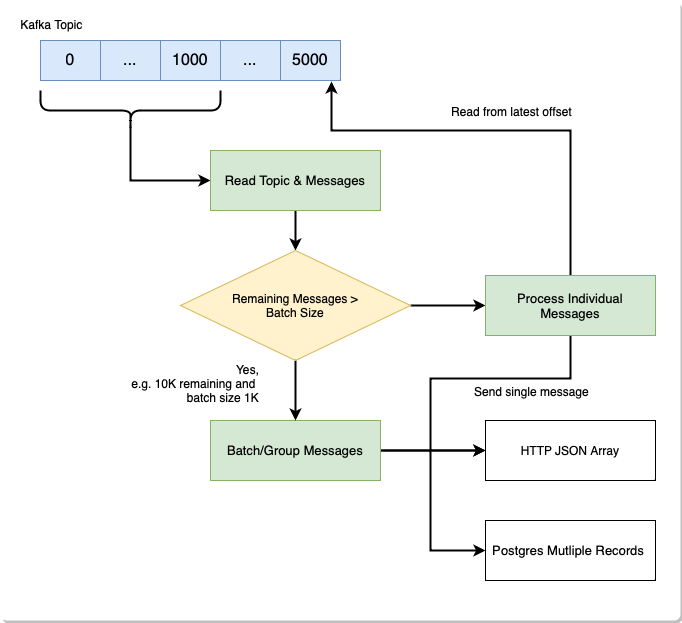 Kafka Topic
0
...
1000
...
5000
Read from latest offset
Read Topic & Messages
Remaining Messages >
Batch Size
Process Individual
Messages
Yes,
e.g. 10K remaining and
batch size 1K
Send single message
Batch/Group Messages
HTTP JSON Array
Postgres Mutliple Records